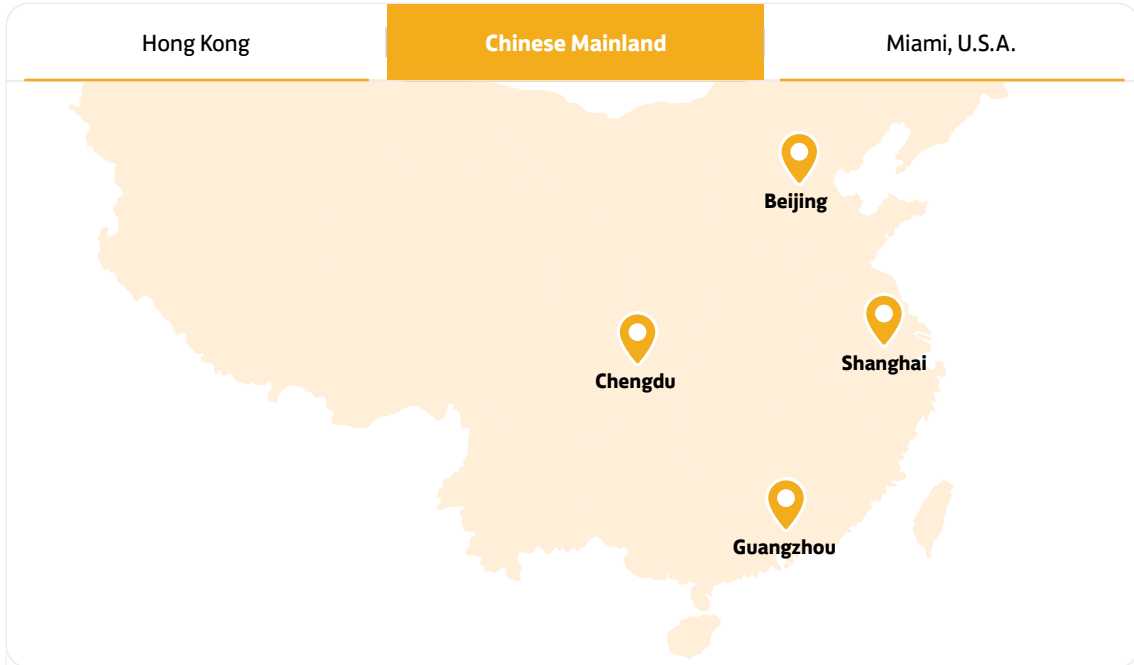 Hong Kong
Chinese Mainland
Miami, U.S.A.
Beijing
Shanghai
Chengdu
Guangzhou